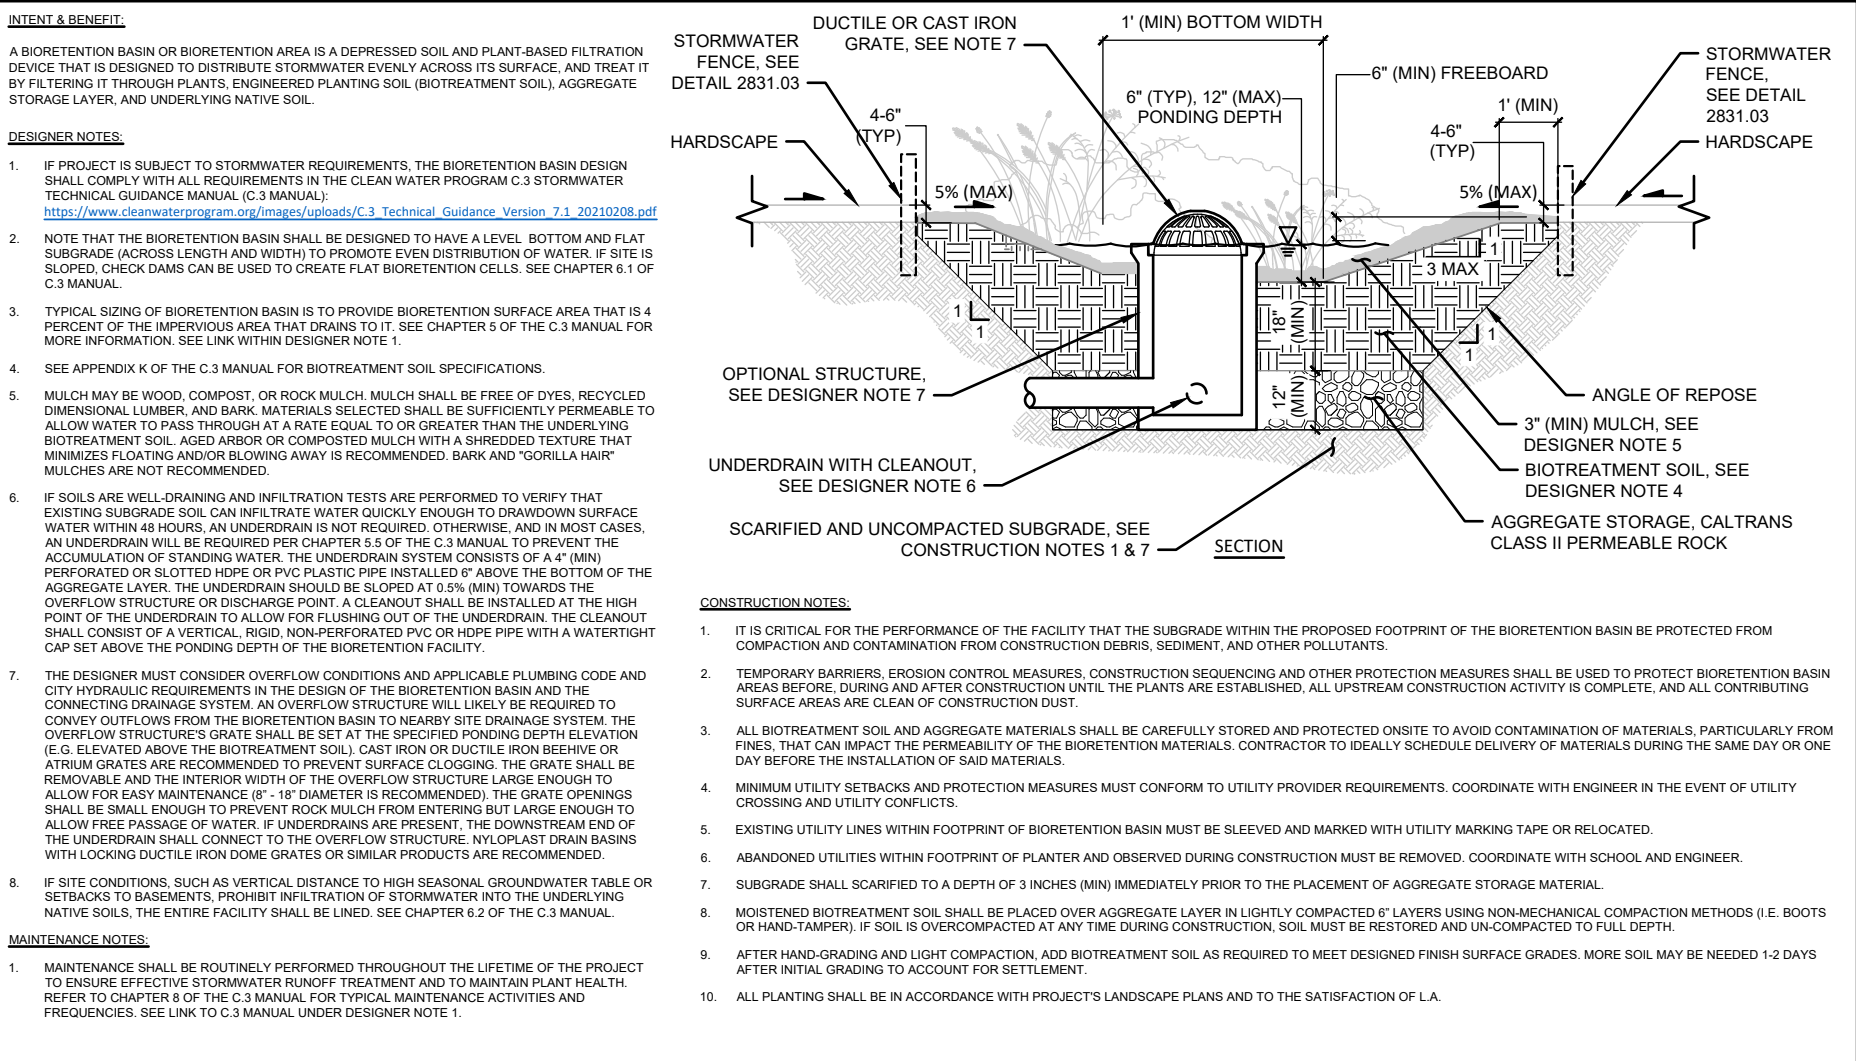 INTENT & BENEFIT:
A BIORETENTION BASIN OR BIORETENTION AREA IS A DEPRESSED SOIL AND PLANT-BASED FILTRATION
DEVICE THAT IS DESIGNED TO DISTRIBUTE STORMWATER EVENLY ACROSS ITS SURFACE, AND TREAT IT
BY FILTERING IT THROUGH PLANTS, ENGINEERED PLANTING SOIL (BIOTREATMENT SOIL), AGGREGATE
STORAGE LAYER, AND UNDERLYING NATIVE SOIL.
DESIGNER NOTES:
1. IF PROJECT IS SUBJECT TO STORMWATER REQUIREMENTS, THE BIORETENTION BASIN DESIGN
SHALL COMPLY WITH ALL REQUIREMENTS IN THE CLEAN WATER PROGRAM C.3 STORMWATER
TECHNICAL GUIDANCE MANUAL (C.3 MANUAL):
https://www.cleanwaterprogram.org/images/uploads/C.3_Technical_Guidance_Version_7.1_20210208.pdf
2. NOTE THAT THE BIORETENTION BASIN SHALL BE DESIGNED TO HAVE A LEVEL BOTTOM AND FLAT
SUBGRADE (ACROSS LENGTH AND WIDTH) TO PROMOTE EVEN DISTRIBUTION OF WATER. IF SITE IS
SLOPED, CHECK DAMS CAN BE USED TO CREATE FLAT BIORETENTION CELLS. SEE CHAPTER 6.1 OF
C.3 MANUAL.
3. TYPICAL SIZING OF BIORETENTION BASIN IS TO PROVIDE BIORETENTION SURFACE AREA THAT IS 4
PERCENT OF THE IMPERVIOUS AREA THAT DRAINS TO IT. SEE CHAPTER 5 OF THE C.3 MANUAL FOR
MORE INFORMATION. SEE LINK WITHIN DESIGNER NOTE 1.
4. SEE APPENDIX K OF THE C.3 MANUAL FOR BIOTREATMENT SOIL SPECIFICATIONS.
5. MULCH MAY BE WOOD, COMPOST, OR ROCK MULCH. MULCH SHALL BE FREE OF DYES, RECYCLED
DIMENSIONAL LUMBER, AND BARK. MATERIALS SELECTED SHALL BE SUFFICIENTLY PERMEABLE TO
ALLOW WATER TO PASS THROUGH AT A RATE EQUAL TO OR GREATER THAN THE UNDERLYING
BIOTREATMENT SOIL. AGED ARBOR OR COMPOSTED MULCH WITH A SHREDDED TEXTURE THAT
MINIMIZES FLOATING AND/OR BLOWING AWAY IS RECOMMENDED. BARK AND "GORILLA HAIR"
MULCHES ARE NOT RECOMMENDED.
6. IF SOILS ARE WELL-DRAINING AND INFILTRATION TESTS ARE PERFORMED TO VERIFY THAT
EXISTING SUBGRADE SOIL CAN INFILTRATE WATER QUICKLY ENOUGH TO DRAWDOWN SURFACE
WATER WITHIN 48 HOURS, AN UNDERDRAIN IS NOT REQUIRED. OTHERWISE, AND IN MOST CASES,
AN UNDERDRAIN WILL BE REQUIRED PER CHAPTER 5.5 OF THE C.3 MANUAL TO PREVENT THE
ACCUMULATION OF STANDING WATER. THE UNDERDRAIN SYSTEM CONSISTS OF A 4" (MIN)
PERFORATED OR SLOTTED HDPE OR PVC PLASTIC PIPE INSTALLED 6" ABOVE THE BOTTOM OF THE
AGGREGATE LAYER. THE UNDERDRAIN SHOULD BE SLOPED AT 0.5% (MIN) TOWARDS THE
OVERFLOW STRUCTURE OR DISCHARGE POINT. A CLEANOUT SHALL BE INSTALLED AT THE HIGH
POINT OF THE UNDERDRAIN TO ALLOW FOR FLUSHING OUT OF THE UNDERDRAIN. THE CLEANOUT
SHALL CONSIST OF A VERTICAL, RIGID, NON-PERFORATED PVC OR HDPE PIPE WITH A WATERTIGHT
CAP SET ABOVE THE PONDING DEPTH OF THE BIORETENTION FACILITY.
7. THE DESIGNER MUST CONSIDER OVERFLOW CONDITIONS AND APPLICABLE PLUMBING CODE AND
CITY HYDRAULIC REQUIREMENTS IN THE DESIGN OF THE BIORETENTION BASIN AND THE
CONNECTING DRAINAGE SYSTEM. AN OVERFLOW STRUCTURE WILL LIKELY BE REQUIRED TO
CONVEY OUTFLOWS FROM THE BIORETENTION BASIN TO NEARBY SITE DRAINAGE SYSTEM. THE
OVERFLOW STRUCTURE'S GRATE SHALL BE SET AT THE SPECIFIED PONDING DEPTH ELEVATION
(E.G. ELEVATED ABOVE THE BIOTREATMENT SOIL). CAST IRON OR DUCTILE IRON BEEHIVE OR
ATRIUM GRATES ARE RECOMMENDED TO PREVENT SURFACE CLOGGING. THE GRATE SHALL BE
REMOVABLE AND THE INTERIOR WIDTH OF THE OVERFLOW STRUCTURE LARGE ENOUGH TO
ALLOW FOR EASY MAINTENANCE (8" - 18" DIAMETER IS RECOMMENDED). THE GRATE OPENINGS
SHALL BE SMALL ENOUGH TO PREVENT ROCK MULCH FROM ENTERING BUT LARGE ENOUGH TO
ALLOW FREE PASSAGE OF WATER. IF UNDERDRAINS ARE PRESENT, THE DOWNSTREAM END OF
THE UNDERDRAIN SHALL CONNECT TO THE OVERFLOW STRUCTURE. NYLOPLAST DRAIN BASINS
WITH LOCKING DUCTILE IRON DOME GRATES OR SIMILAR PRODUCTS ARE RECOMMENDED.
8. IF SITE CONDITIONS, SUCH AS VERTICAL DISTANCE TO HIGH SEASONAL GROUNDWATER TABLE OR
SETBACKS TO BASEMENTS, PROHIBIT INFILTRATION OF STORMWATER INTO THE UNDERLYING
NATIVE SOILS, THE ENTIRE FACILITY SHALL BE LINED. SEE CHAPTER 6.2 OF THE C.3 MANUAL.
MAINTENANCE NOTES:
1. MAINTENANCE SHALL BE ROUTINELY PERFORMED THROUGHOUT THE LIFETIME OF THE PROJECT
TO ENSURE EFFECTIVE STORMWATER RUNOFF TREATMENT AND TO MAINTAIN PLANT HEALTH.
REFER TO CHAPTER 8 OF THE C.3 MANUAL FOR TYPICAL MAINTENANCE ACTIVITIES AND
FREQUENCIES. SEE LINK TO C.3 MANUAL UNDER DESIGNER NOTE 1.
DUCTILE OR CAST IRON
GRATE, SEE NOTE 7
1' (MIN) BOTTOM WIDTH
STORMWATER
FENCE, SEE
DETAIL 2831.03
6" (MIN) FREEBOARD
STORMWATER
FENCE,
SEE DETAIL
2831.03
6" (TYP), 12" (MAX)
PONDING DEPTH
1' (MIN)
4-6"
(TYP)
4-6"
(TYP)
HARDSCAPE
HARDSCAPE
5% (MAX)
5% (MAX)
1
3 MAX
1
1
18"
(MIN)
1
1
12"
(MIN)
OPTIONAL STRUCTURE,
SEE DESIGNER NOTE 7
ANGLE OF REPOSE
3" (MIN) MULCH, SEE
DESIGNER NOTE 5
UNDERDRAIN WITH CLEANOUT,
SEE DESIGNER NOTE 6
BIOTREATMENT SOIL, SEE
DESIGNER NOTE 4
SCARIFIED AND UNCOMPACTED SUBGRADE, SEE
CONSTRUCTION NOTES 1 & 7
AGGREGATE STORAGE, CALTRANS
CLASS II PERMEABLE ROCK
SECTION
CONSTRUCTION NOTES:
1. IT IS CRITICAL FOR THE PERFORMANCE OF THE FACILITY THAT THE SUBGRADE WITHIN THE PROPOSED FOOTPRINT OF THE BIORETENTION BASIN BE PROTECTED FROM
COMPACTION AND CONTAMINATION FROM CONSTRUCTION DEBRIS, SEDIMENT, AND OTHER POLLUTANTS.
2. TEMPORARY BARRIERS, EROSION CONTROL MEASURES, CONSTRUCTION SEQUENCING AND OTHER PROTECTION MEASURES SHALL BE USED TO PROTECT BIORETENTION BASIN
AREAS BEFORE, DURING AND AFTER CONSTRUCTION UNTIL THE PLANTS ARE ESTABLISHED, ALL UPSTREAM CONSTRUCTION ACTIVITY IS COMPLETE, AND ALL CONTRIBUTING
SURFACE AREAS ARE CLEAN OF CONSTRUCTION DUST.
3. ALL BIOTREATMENT SOIL AND AGGREGATE MATERIALS SHALL BE CAREFULLY STORED AND PROTECTED ONSITE TO AVOID CONTAMINATION OF MATERIALS, PARTICULARLY FROM
FINES, THAT CAN IMPACT THE PERMEABILITY OF THE BIORETENTION MATERIALS. CONTRACTOR TO IDEALLY SCHEDULE DELIVERY OF MATERIALS DURING THE SAME DAY OR ONE
DAY BEFORE THE INSTALLATION OF SAID MATERIALS.
4. MINIMUM UTILITY SETBACKS AND PROTECTION MEASURES MUST CONFORM TO UTILITY PROVIDER REQUIREMENTS. COORDINATE WITH ENGINEER IN THE EVENT OF UTILITY
CROSSING AND UTILITY CONFLICTS.
5. EXISTING UTILITY LINES WITHIN FOOTPRINT OF BIORETENTION BASIN MUST BE SLEEVED AND MARKED WITH UTILITY MARKING TAPE OR RELOCATED.
6. ABANDONED UTILITIES WITHIN FOOTPRINT OF PLANTER AND OBSERVED DURING CONSTRUCTION MUST BE REMOVED. COORDINATE WITH SCHOOL AND ENGINEER.
7. SUBGRADE SHALL SCARIFIED TO A DEPTH OF 3 INCHES (MIN) IMMEDIATELY PRIOR TO THE PLACEMENT OF AGGREGATE STORAGE MATERIAL.
8. MOISTENED BIOTREATMENT SOIL SHALL BE PLACED OVER AGGREGATE LAYER IN LIGHTLY COMPACTED 6" LAYERS USING NON-MECHANICAL COMPACTION METHODS (I.E. BOOTS
OR HAND-TAMPER). IF SOIL IS OVERCOMPACTED AT ANY TIME DURING CONSTRUCTION, SOIL MUST BE RESTORED AND UN-COMPACTED TO FULL DEPTH.
9. AFTER HAND-GRADING AND LIGHT COMPACTION, ADD BIOTREATMENT SOIL AS REQUIRED TO MEET DESIGNED FINISH SURFACE GRADES. MORE SOIL MAY BE NEEDED 1-2 DAYS
AFTER INITIAL GRADING TO ACCOUNT FOR SETTLEMENT.
10. ALL PLANTING SHALL BE IN ACCORDANCE WITH PROJECT'S LANDSCAPE PLANS AND TO THE SATISFACTION OF L.A.